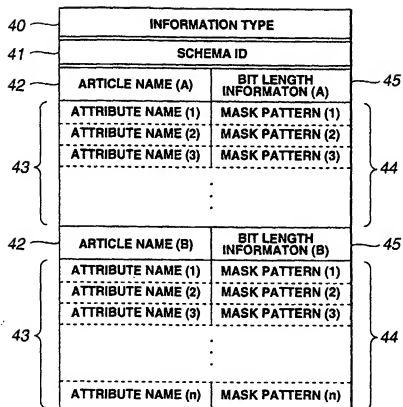 40 INFORMATION TYPE
41 SCHEMA ID
42 ARTICLE NAME (A) BIT LENGTH INFORMATON (A) 45
ATTRIBUTE NAME (1) MASK PATTERN (1)
ATTRIBUTE NAME (2) MASK PATTERN (2)
43 ATTRIBUTE NAME (3) MASK PATTERN (3) 44
42 ARTICLE NAME (B) BIT LENGTH INFORMATON (B) 45
ATTRIBUTE NAME (1) MASK PATTERN (1)
ATTRIBUTE NAME (2) MASK PATTERN (2)
ATTRIBUTE NAME (3) MASK PATTERN (3)
43 44
ATTRIBUTE NAME (n) MASK PATTERN (n)